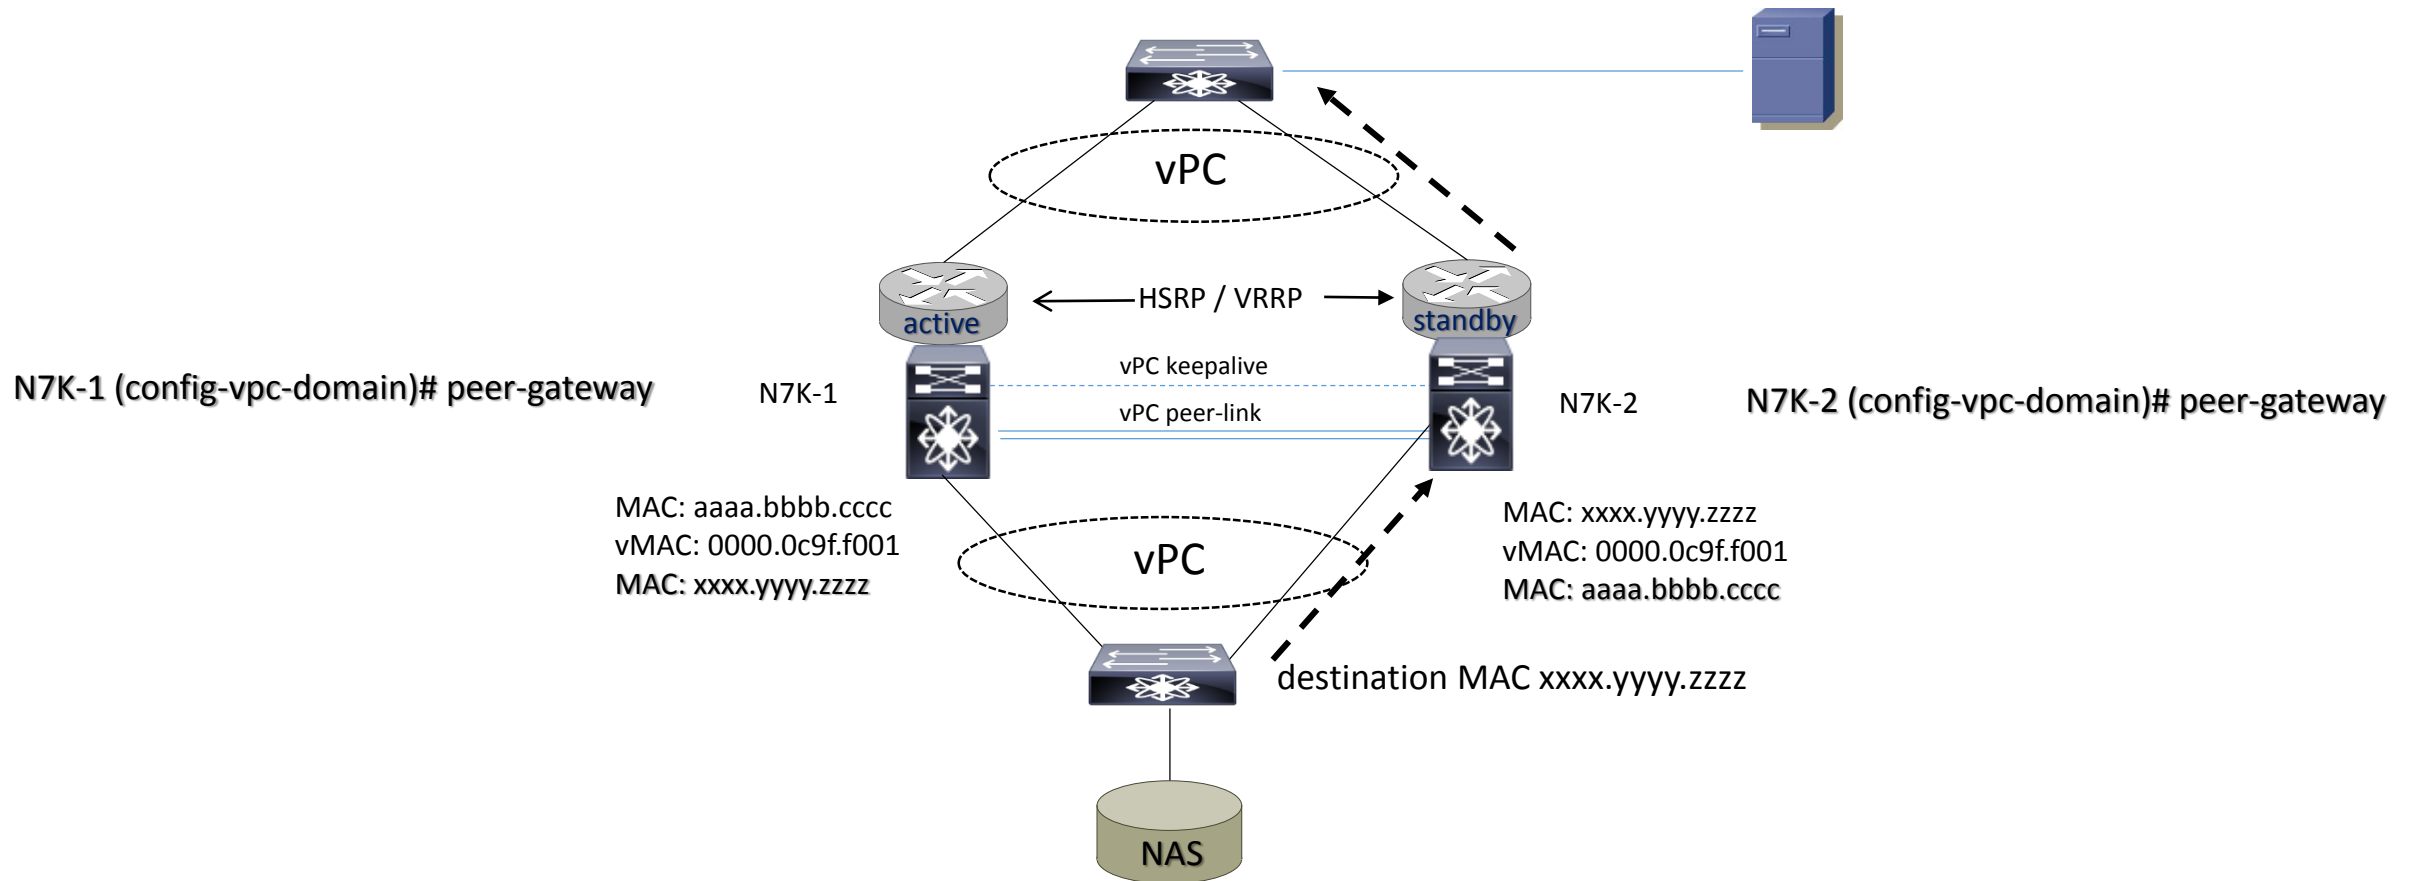 vPC
HSRP / VRRP
active
standby
vPC keepalive
N7K-1 (config-vpc-domain)# peer-gateway
N7K-1
N7K-2
N7K-2 (config-vpc-domain)# peer-gateway
vPC peer-link
MAC: aaaa.bbbb.cccc
vMAC: 0000.0c9f.f001
MAC: xxxx.yyyy.zzzz
MAC: xxxx.yyyy.zzzz
vMAC: 0000.0c9f.f001
MAC: aaaa.bbbb.cccc
vPC
destination MAC xxxx.yyyy.zzzz
NAS